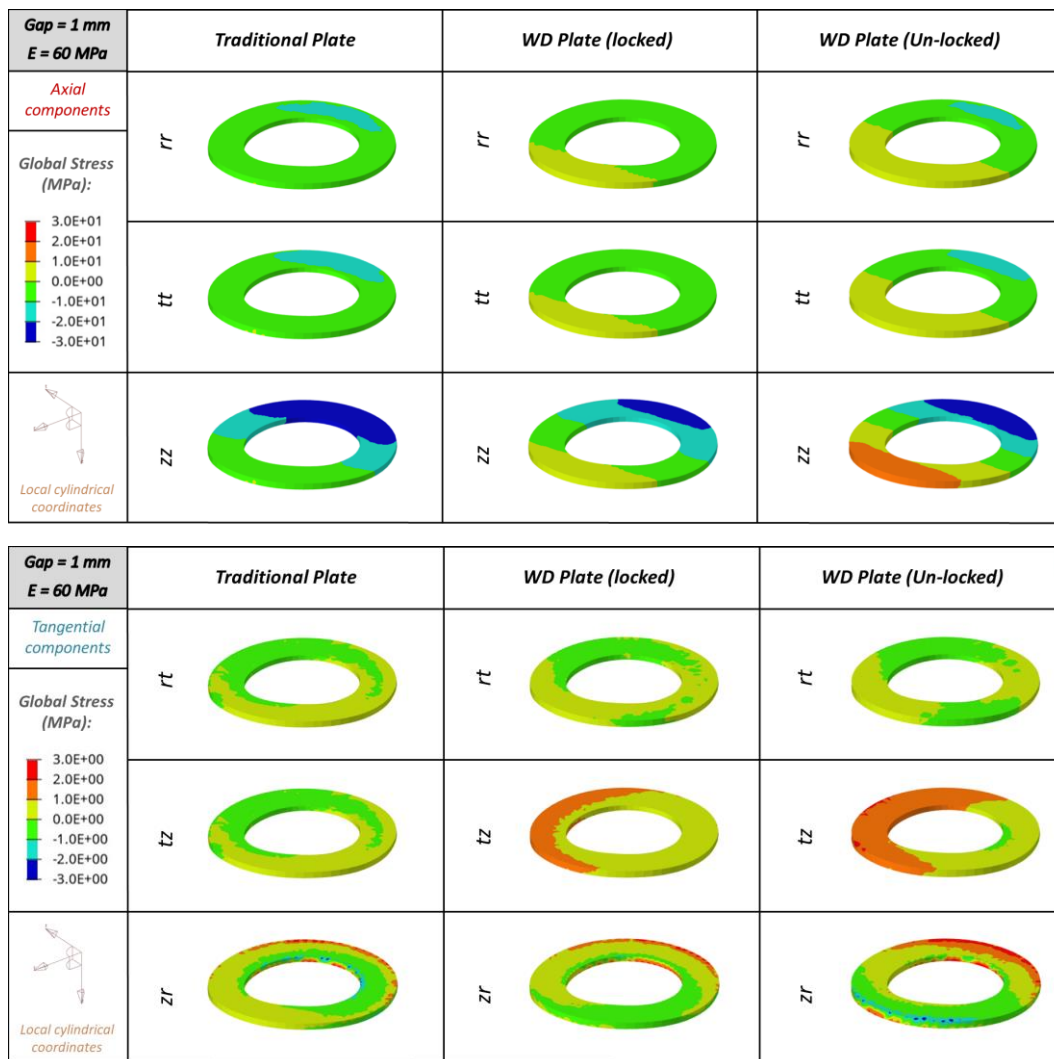 Gap = 1 mm
E = 60 MPa
Traditional Plate
WD Plate (locked)
WD Plate (Un-locked)
Axial
components
Global Stress
(MPa):
3.0E+01
2.0E+01
1.0E+01
0.0E+00
-1.0E+01
-2.0E+01
-3.0E+01
Local cylindrical
coordinates
rr
rr
rr
tt
tt
tt
zz
zz
zz
Gap = 1 mm
E = 60 MPa
Traditional Plate
WD Plate (locked)
WD Plate (Un-locked)
Tangential
components
Global Stress
(MPa):
3.0E+00
2.0E+00
1.0E+00
0.0E+00
-1.0E+00
-2.0E+00
-3.0E+00
Local cylindrical
coordinates
rt
rt
rt
tz
tz
tz
zr
zr
zr